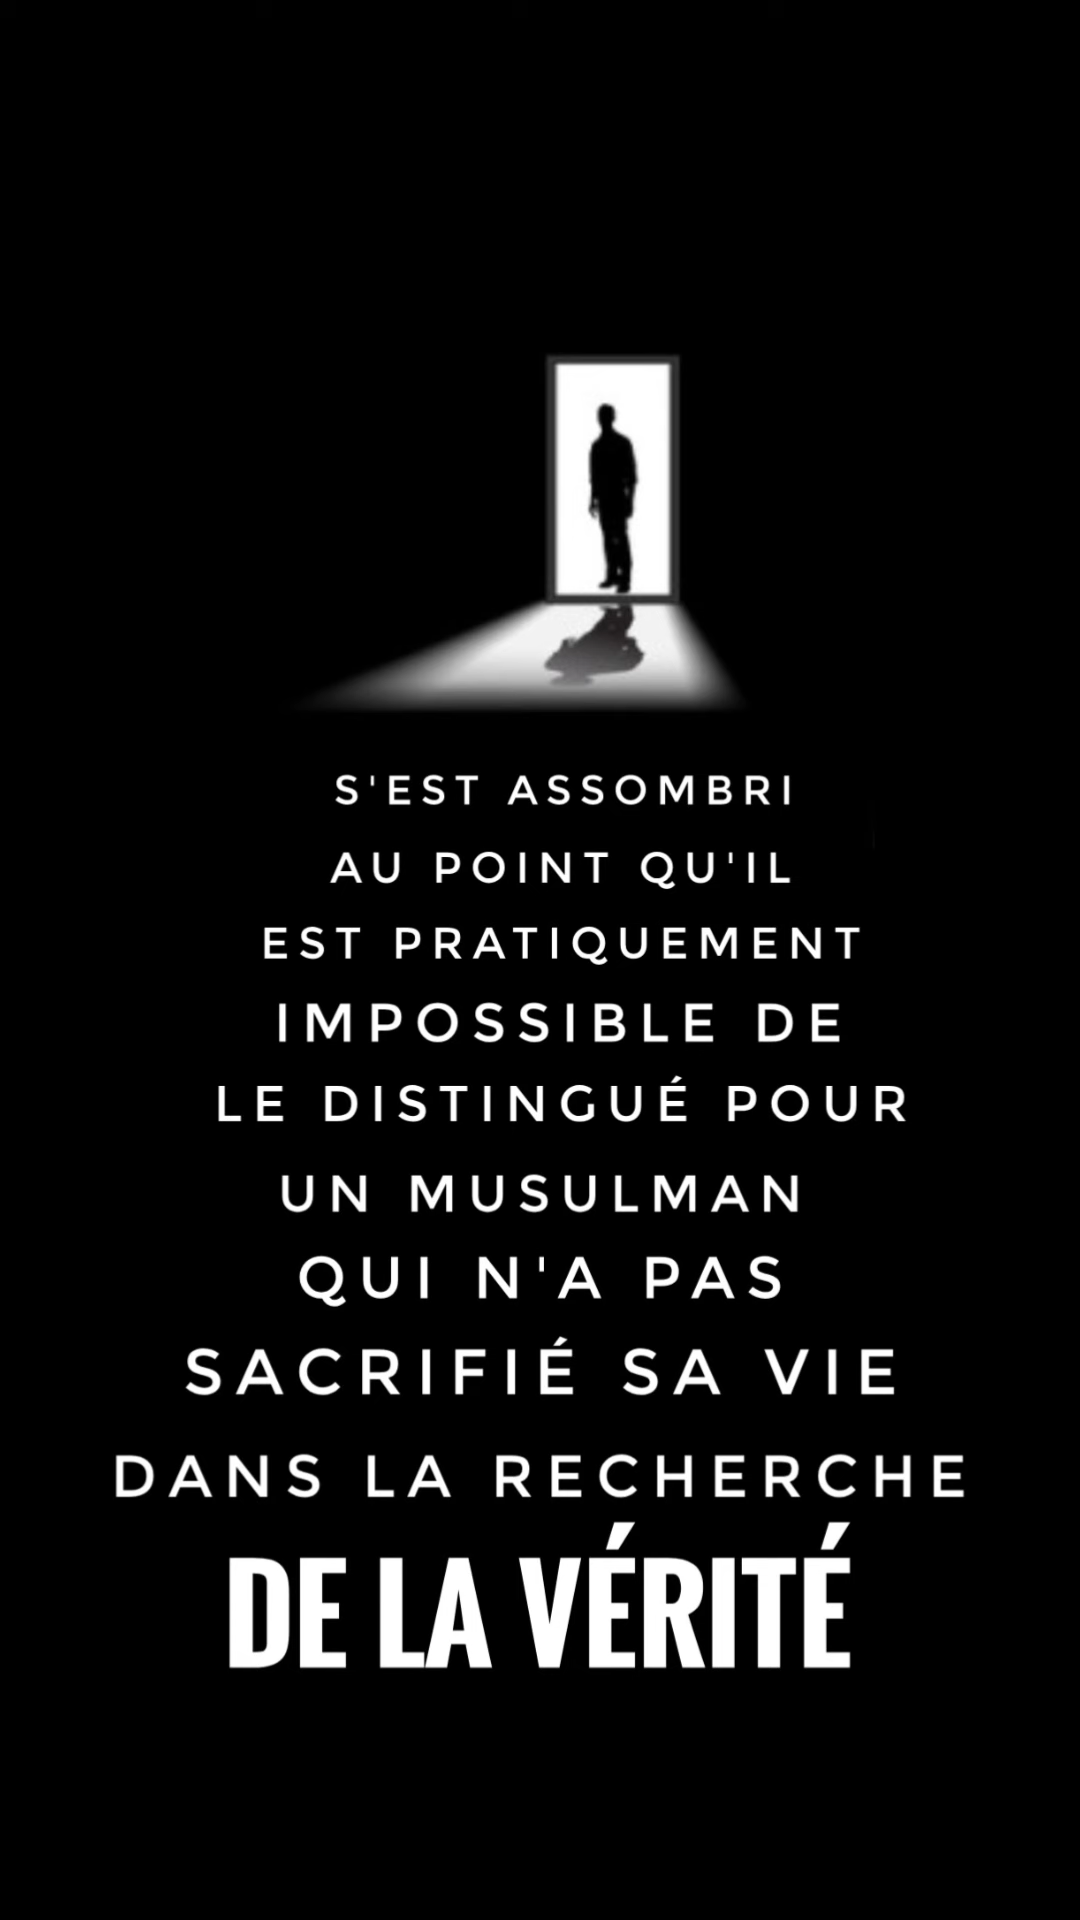 S'EST ASSOMBRI
AU POINT QU'IL
EST PRATIQUEMENT
IMPOSSIBLE DE
LE DISTINGUÉ POUR
UN MUSULMAN
QUI N'A PAS
SACRIFIÉ SA VIE
DANS LA RECHERCHE
DE LA VÉRITÉ